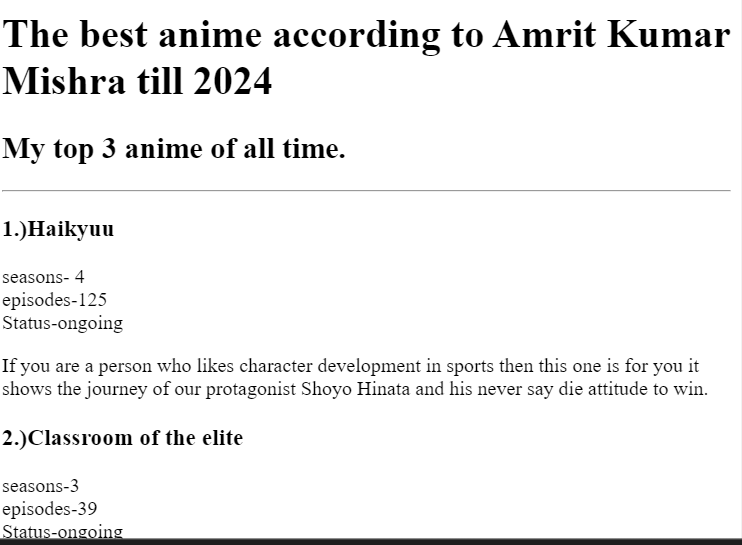 The best anime according to Amrit Kumar
Mishra till 2024
My top 3 anime of all time.
1.)Haikyuu
seasons- 4
episodes-125
Status-ongoing
If you are a person who likes character development in sports then this one is for you it
shows the journey of our protagonist Shoyo Hinata and his never say die attitude to win.
2.)Classroom of the elite
seasons-3
episodes-39
Status-ongoing